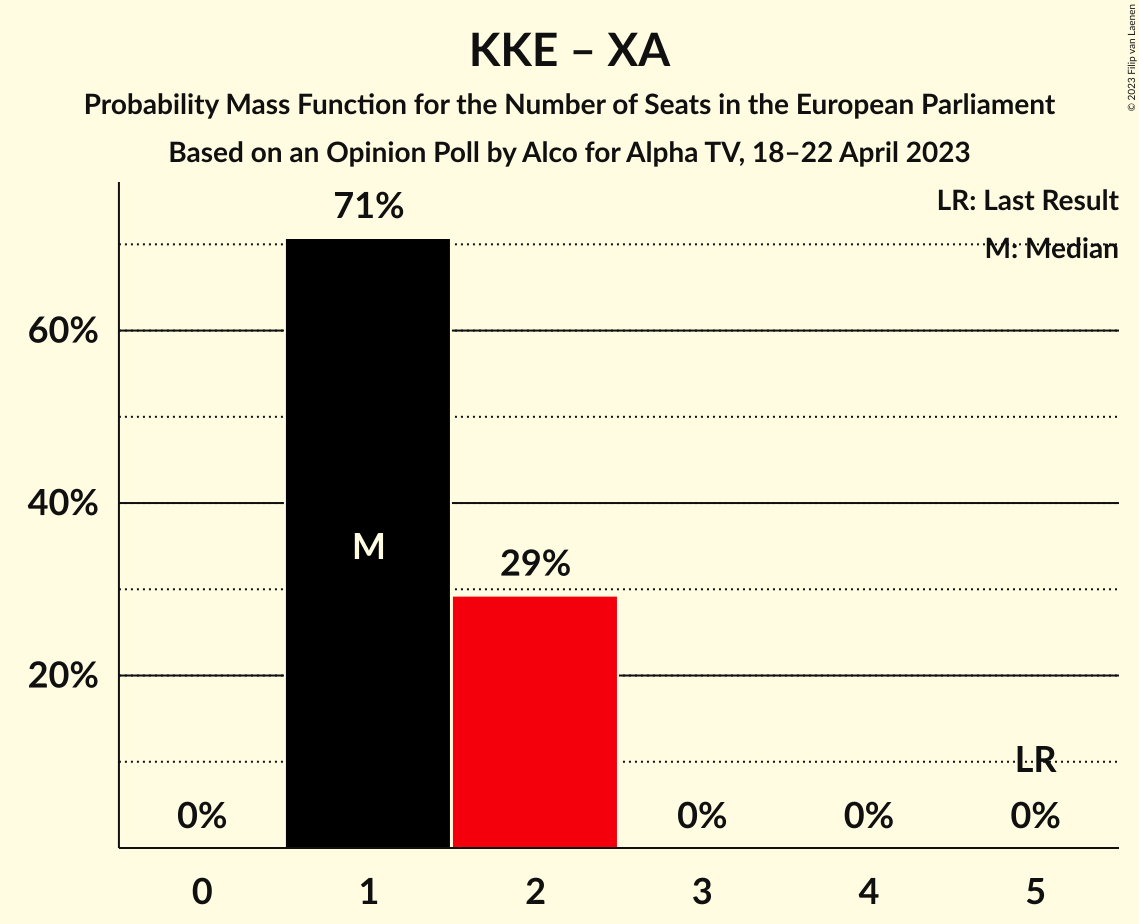 KKE – XA
Probability Mass Function for the Number of Seats in the European Parliament
Based on an Opinion Poll by Alco for Alpha TV, 18–22 April 2023
© 2023 Filip van Laenen
LR: Last Result
M: Median
71%
60%
40%
M
29%
20%
LR
0%
0%
0%
0%
0 1 2 3 4 5